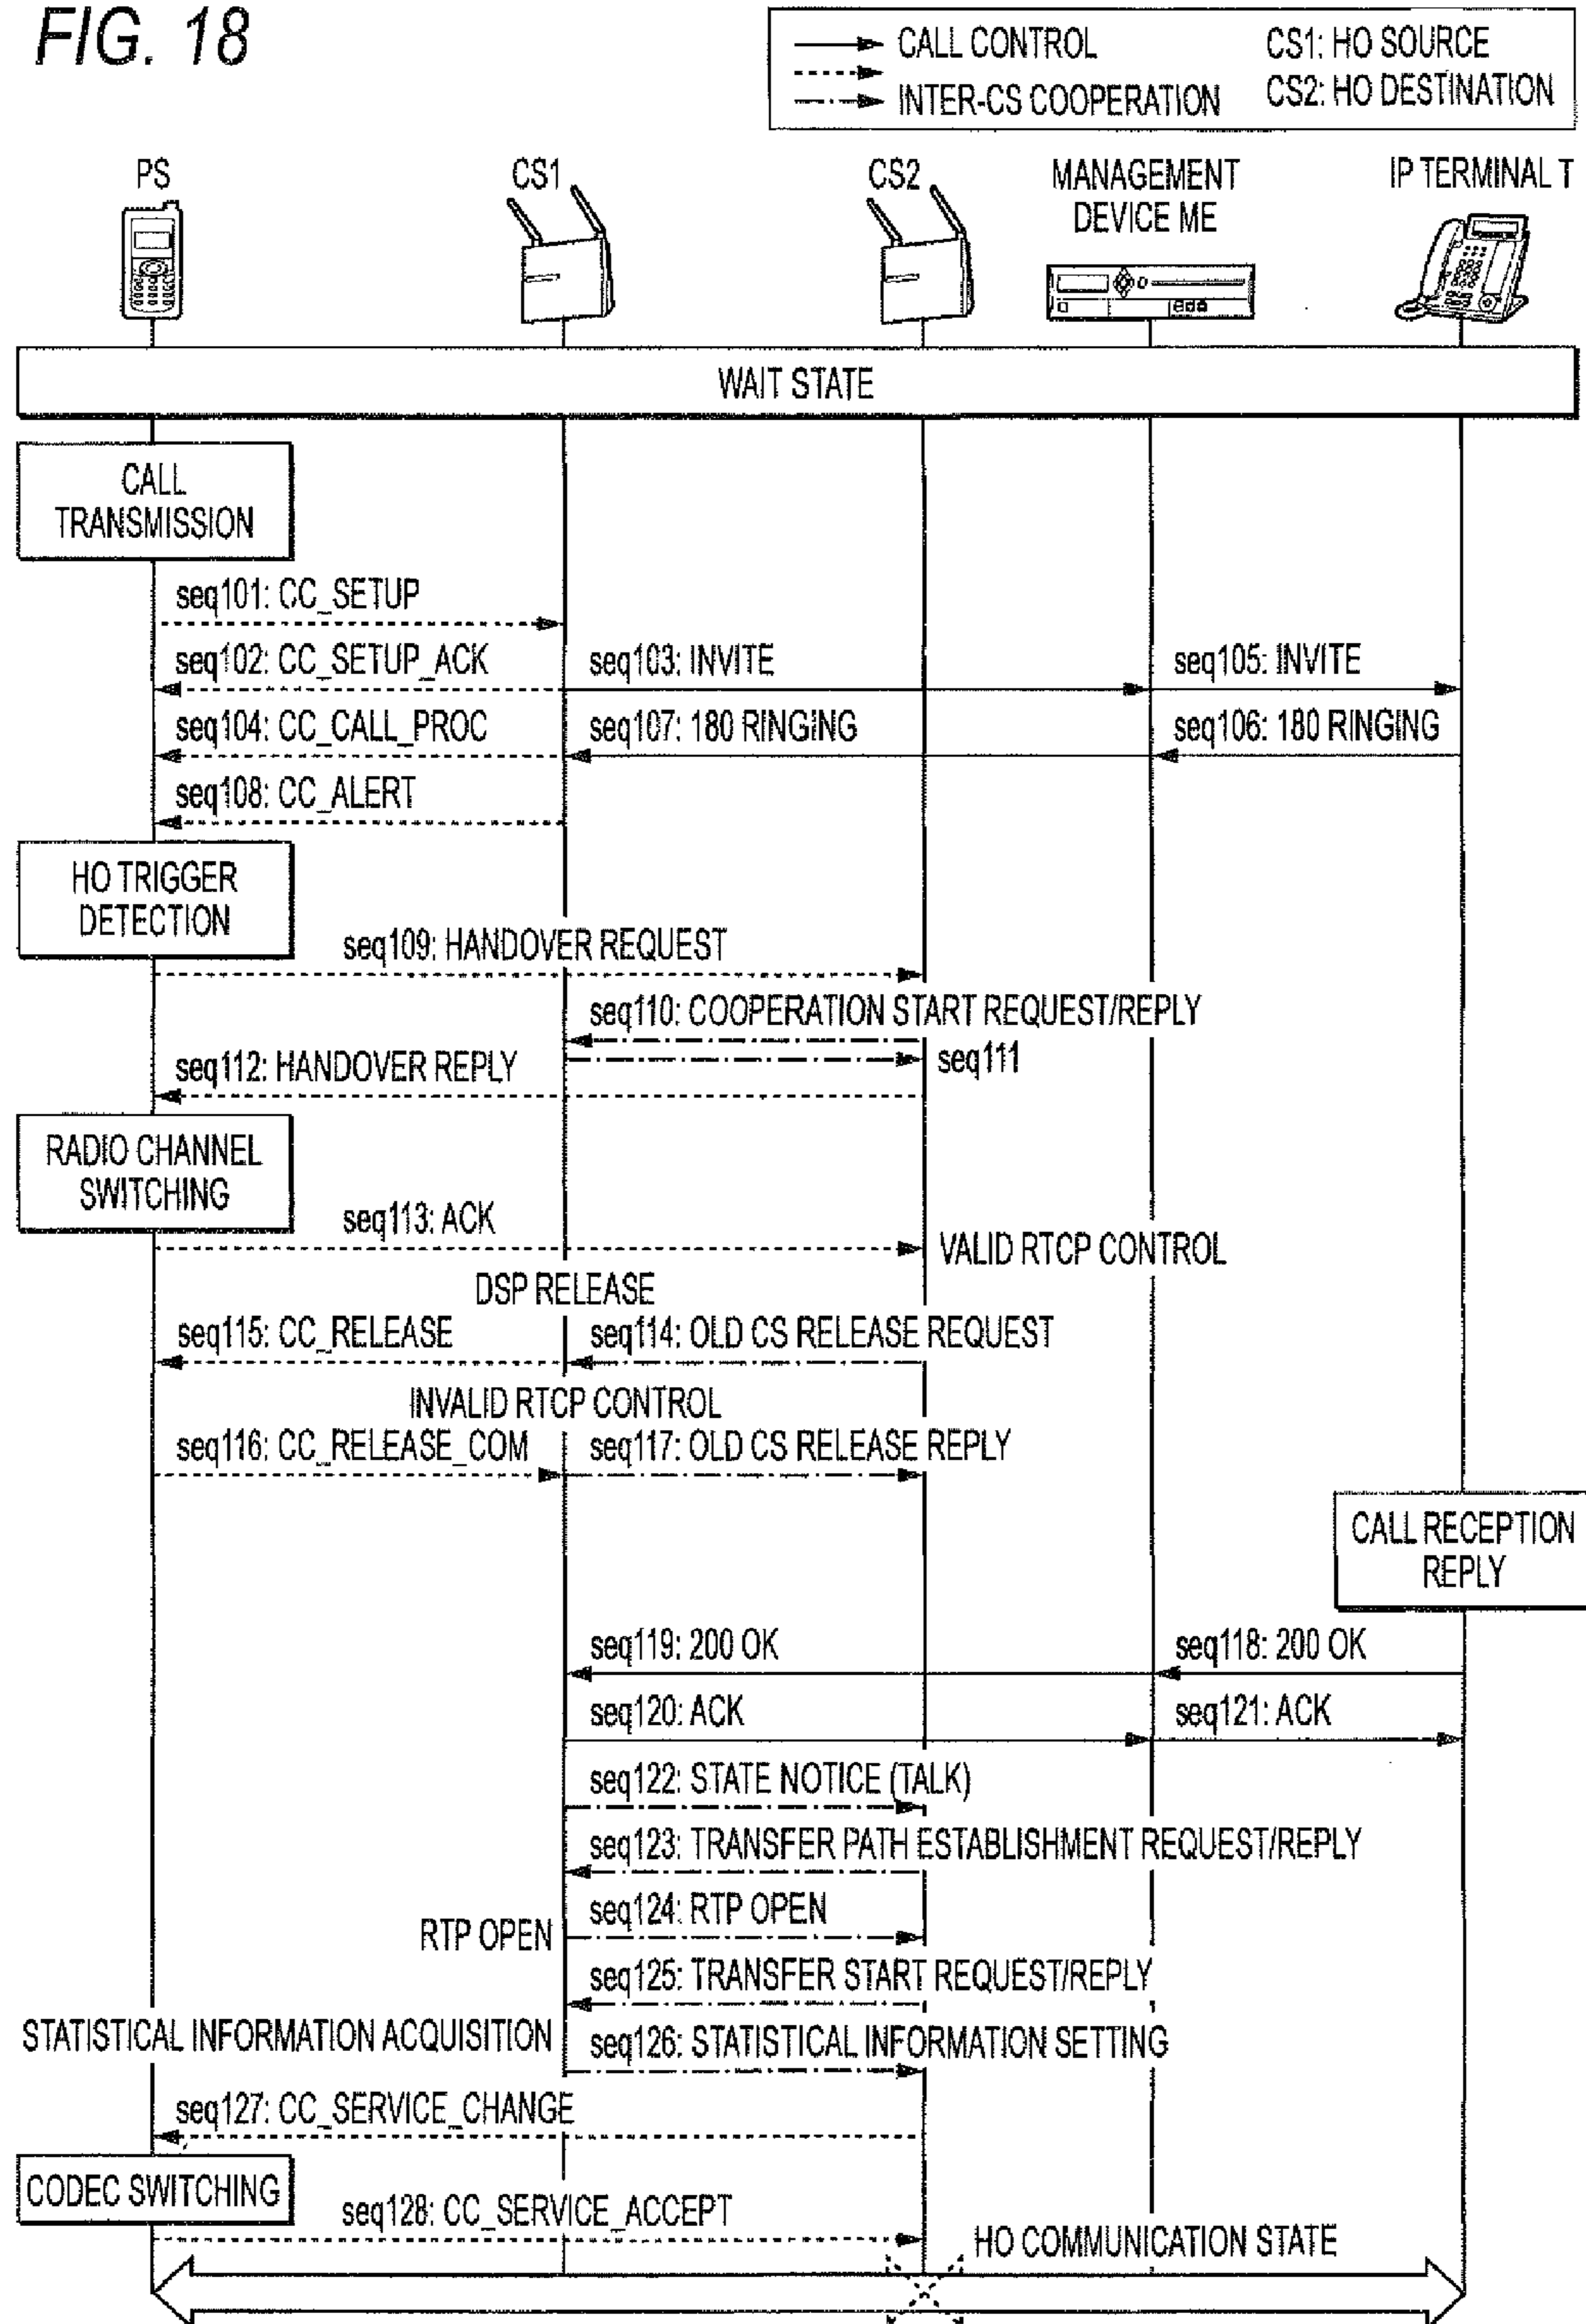 FIG. 18
CALL CONTROL
INTER-CS COOPERATION
CS1: HO SOURCE
CS2: HO DESTINATION
PS
CS1
CS2
MANAGEMENT
DEVICE ME
IP TERMINAL T
WAIT STATE
CALL
TRANSMISSION
seq101: CC_SETUP
seq102: CC_SETUP_ACK
seq103: INVITE
seq105: INVITE
seq104: CC_CALL_PROC
seq107: 180 RINGING
seq106: 180 RINGING
seq108: CC_ALERT
HO TRIGGER
DETECTION
seq109: HANDOVER REQUEST
seq110: COOPERATION START REQUEST/REPLY
seq111
seq112: HANDOVER REPLY
RADIO CHANNEL
SWITCHING
seq113: ACK
VALID RTCP CONTROL
DSP RELEASE
seq115: CC_RELEASE
seq114: OLD CS RELEASE REQUEST
INVALID RTCP CONTROL
seq116: CC_RELEASE_COM
seq117: OLD CS RELEASE REPLY
CALL RECEPTION
REPLY
seq119: 200 OK
seq118: 200 OK
seq120: ACK
seq121: ACK
seq122: STATE NOTICE (TALK)
seq123: TRANSFER PATH ESTABLISHMENT REQUEST/REPLY
seq124: RTP OPEN
RTP OPEN
seq125: TRANSFER START REQUEST/REPLY
STATISTICAL INFORMATION ACQUISITION
seq126: STATISTICAL INFORMATION SETTING
seq127: CC_SERVICE_CHANGE
CODEC SWITCHING
seq128: CC_SERVICE_ACCEPT
HO COMMUNICATION STATE